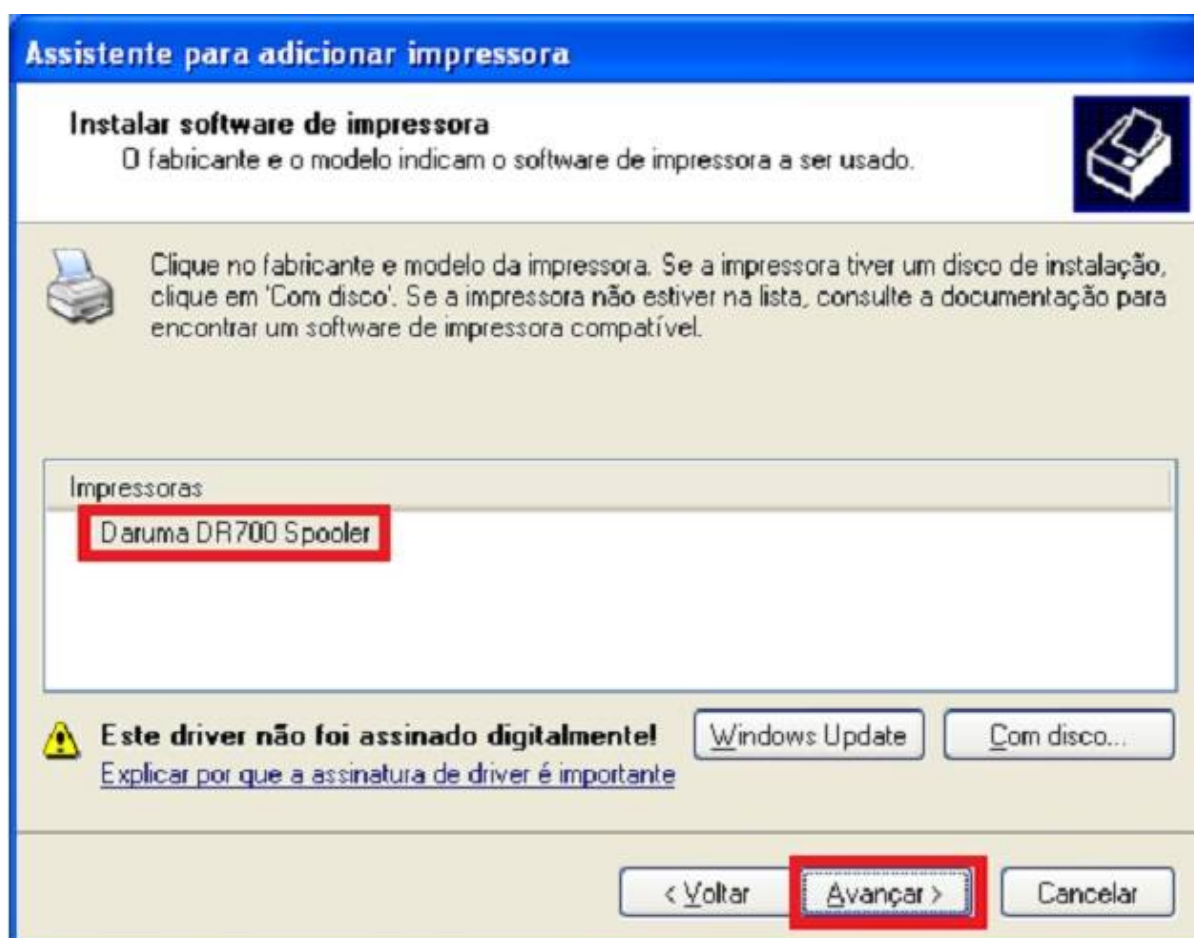 Assistente para adicionar impressora
Instalar software de impressora
O fabricante e o modelo indicam o software de impressora a ser usado.
Clique no fabricante e modelo da impressora. Se a impressora tiver um disco de instalação,
clique em 'Com disco'. Se a impressora não estiver na lista, consulte a documentação para
encontrar um software de impressora compatível.
Impressoras
Daruma DR700 Spooler
Este driver não foi assinado digitalmente!
Windows Update
Com disco...
Explicar por que a assinatura de driver é importante
< Voltar
Avançar >
Cancelar